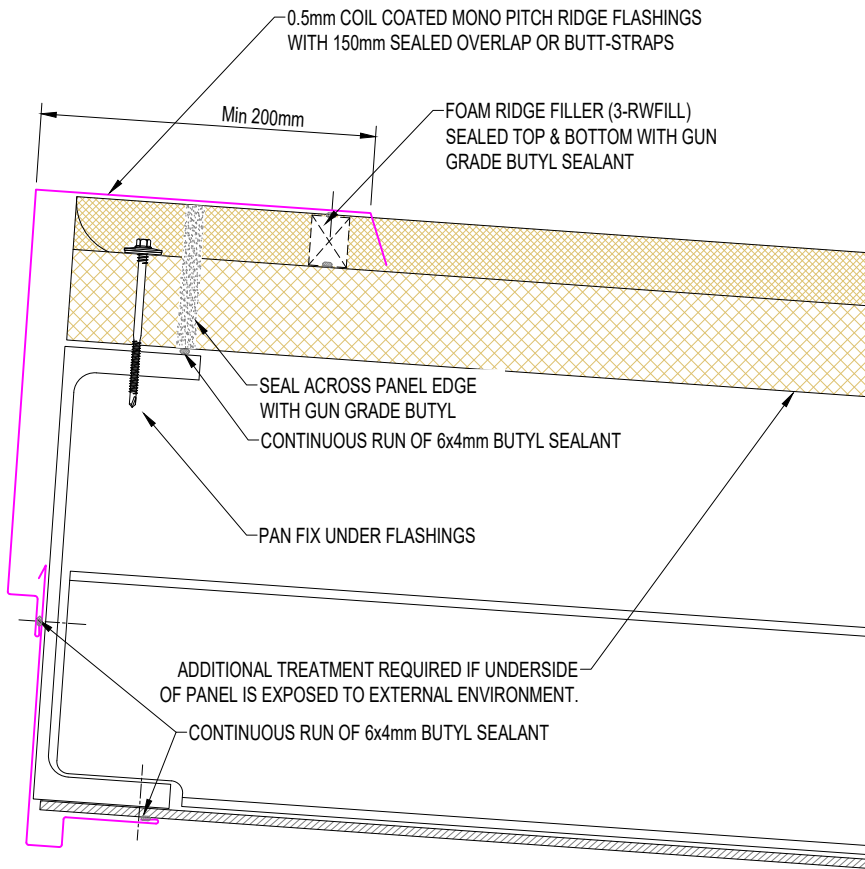 0.5mm COIL COATED MONO PITCH RIDGE FLASHINGS
WITH 150mm SEALED OVERLAP OR BUTT-STRAPS
Min 200mm
FOAM RIDGE FILLER (3-RWFILL)
SEALED TOP & BOTTOM WITH GUN
GRADE BUTYL SEALANT
SEAL ACROSS PANEL EDGE
WITH GUN GRADE BUTYL
CONTINUOUS RUN OF 6x4mm BUTYL SEALANT
PAN FIX UNDER FLASHINGS
ADDITIONAL TREATMENT REQUIRED IF UNDERSIDE
OF PANEL IS EXPOSED TO EXTERNAL ENVIRONMENT.
CONTINUOUS RUN OF 6x4mm BUTYL SEALANT